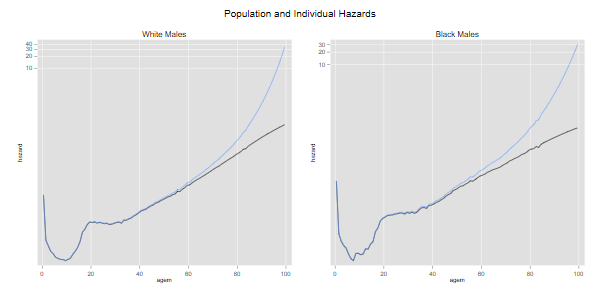 Population and Individual Hazards
White Males
Black Males
40
30
20
10
30
20
10
hazard
hazard
0 20 40 60 80 100
0 20 40 60 80 100
agem
agem